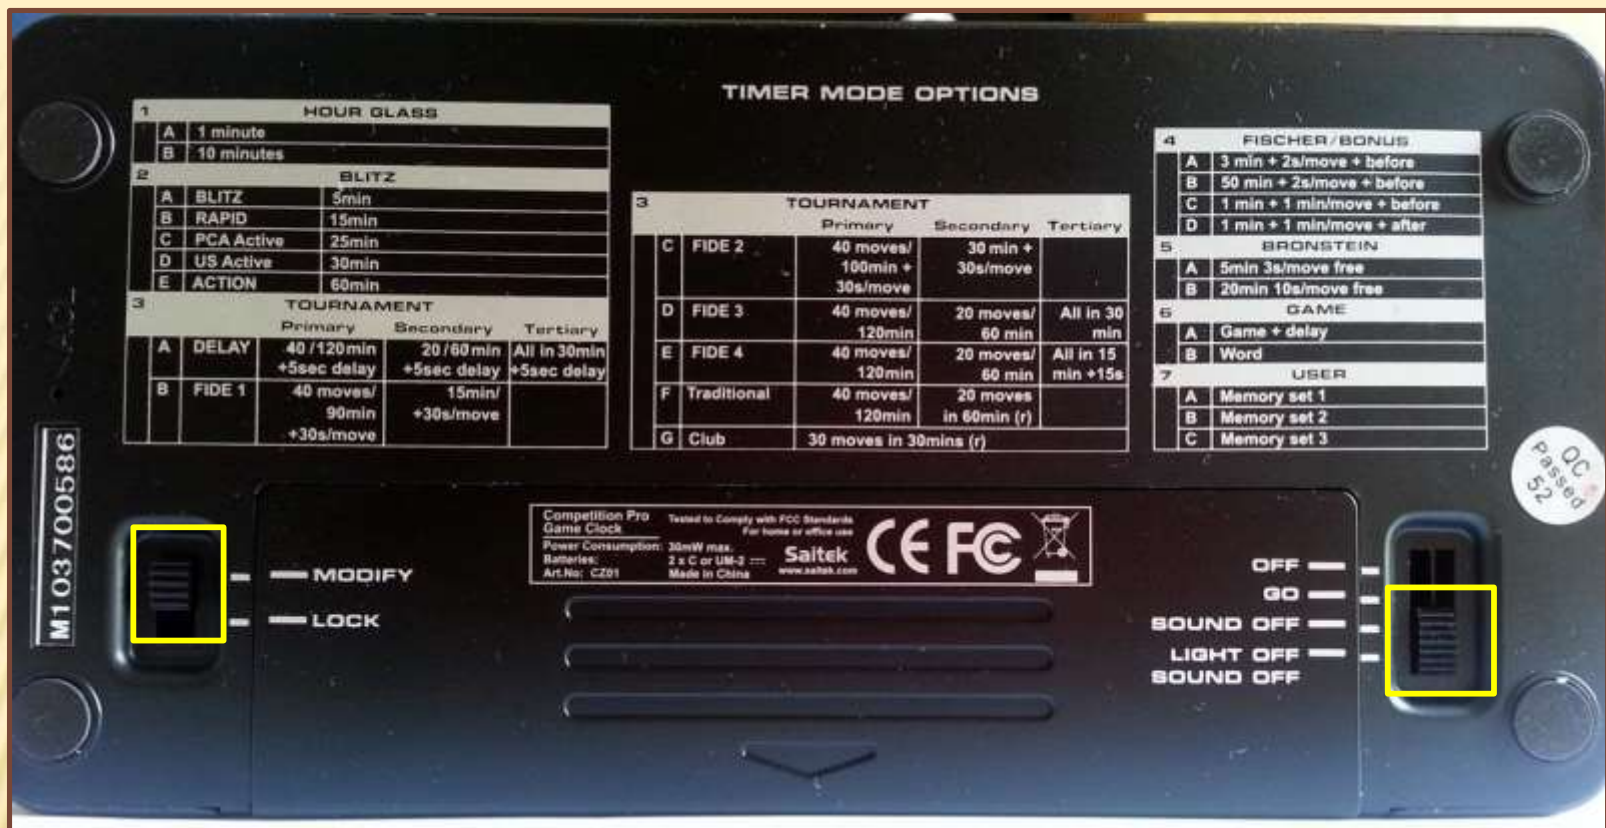 TIMER MODE OPTIONS
1 HOUR GLASS
A 1 minute
B 10 minutes
2 BLITZ
A BLITZ 5min
B RAPID 15min
C PCA Active 25min
D US Active 30min
E ACTION 60min
3 TOURNAMENT
Primary Secondary Tertiary
A DELAY 40/120min 20/60min All in 30min
+5sec delay +5sec delay +5sec delay
B FIDE 1 40 moves/ 15min/
90min +30s/move
+30s/move
3 TOURNAMENT
Primary Secondary Tertiary
C FIDE 2 40 moves/ 30 min +
100min + 30s/move
30s/move
D FIDE 3 40 moves/ 20 moves/ All in 30
120min 60 min min
E FIDE 4 40 moves/ 20 moves/ All in 15
120min 60 min min +15s
F Traditional 40 moves/ 20 moves
120min in 60min (r)
G Club 30 moves in 30mins (r)
4 FISCHER/BONUS
A 3 min + 2s/move + before
B 50 min + 2s/move + before
C 1 min + 1 min/move + before
D 1 min + 1 min/move + after
5 BRONSTEIN
A 5min 3s/move free
B 20min 10s/move free
6 GAME
A Game + delay
B Word
7 USER
A Memory set 1
B Memory set 2
C Memory set 3
M103700586
QC
Passed
52
MODIFY
LOCK
Competition Pro
Game Clock
Tested to Comply with FCC Standards
For home or office use
Power Consumption: 30mW max.
Batteries: 2 x C or UM-2
Art.No: CZ01 Made in China
Saitek
www.saitek.com
CE FC
OFF
GO
SOUND OFF
LIGHT OFF
SOUND OFF